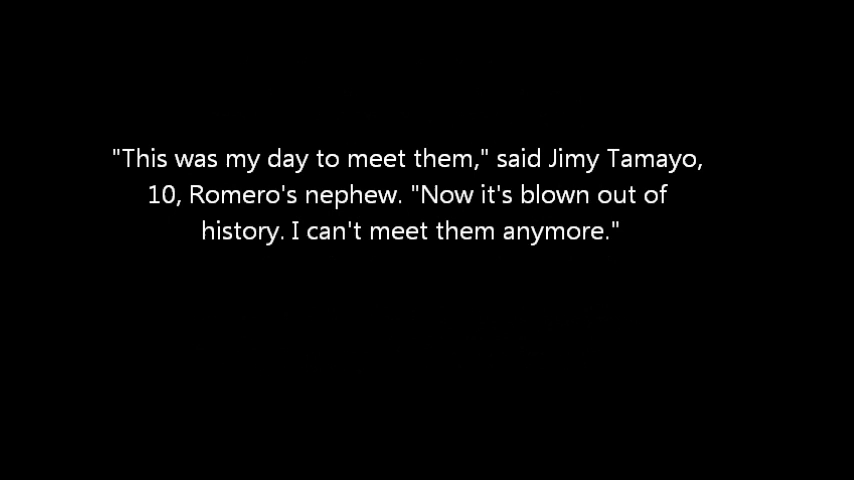 "This was my day to meet them," said Jimy Tamayo,
10, Romero's nephew. "Now it's blown out of
history. I can't meet them anymore."